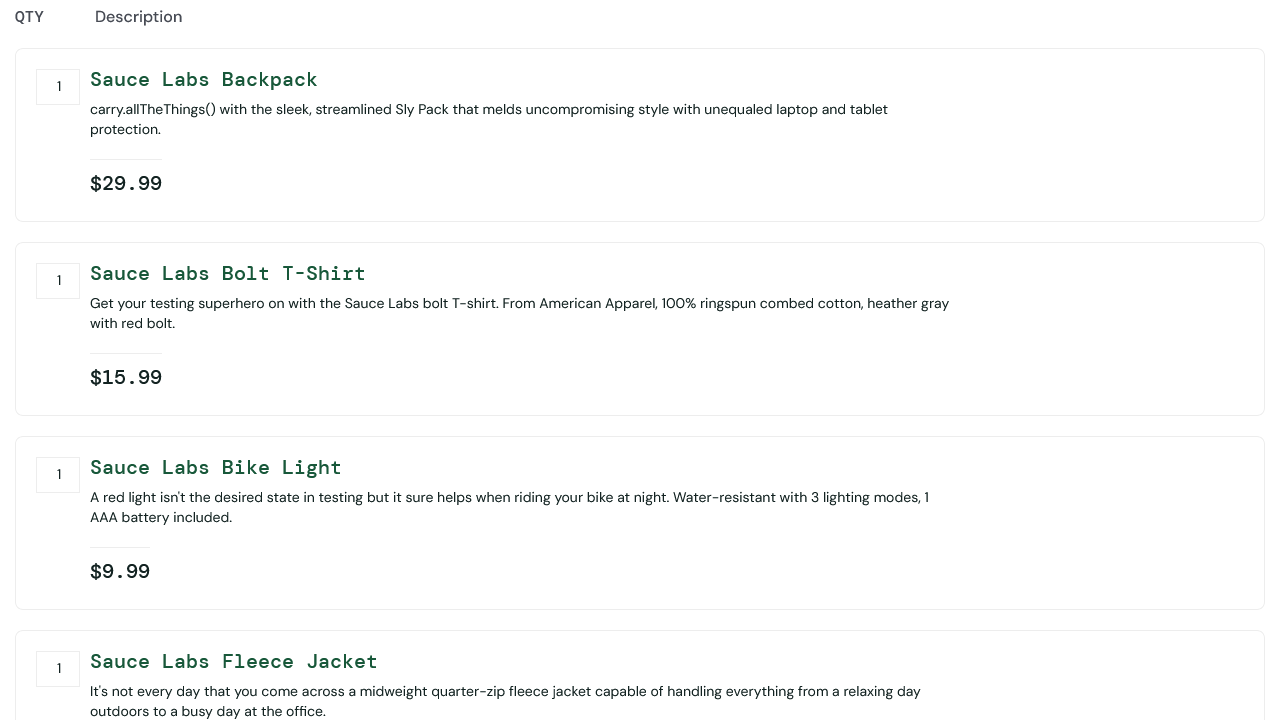 QTY Description
1 Sauce Labs Backpack
carry.allTheThings() with the sleek, streamlined Sly Pack that melds uncompromising style with unequaled laptop and tablet
protection.
$29.99
1 Sauce Labs Bolt T-Shirt
Get your testing superhero on with the Sauce Labs bolt T-shirt. From American Apparel, 100% ringspun combed cotton, heather gray
with red bolt.
$15.99
1 Sauce Labs Bike Light
A red light isn't the desired state in testing but it sure helps when riding your bike at night. Water-resistant with 3 lighting modes, 1
AAA battery included.
$9.99
1 Sauce Labs Fleece Jacket
It's not every day that you come across a midweight quarter-zip fleece jacket capable of handling everything from a relaxing day
outdoors to a busy day at the office.